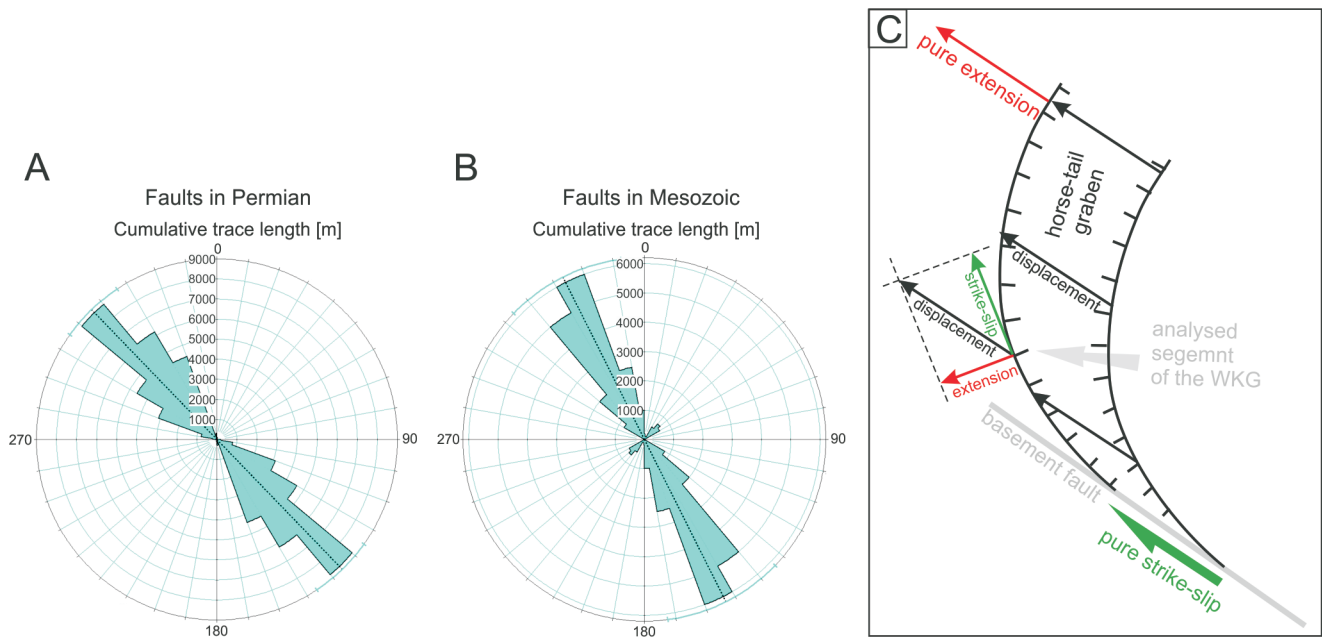 A
Faults in Permian
Cumulative trace length [m]
0
9000
8000
7000
6000
5000
4000
3000
2000
1000
270
90
180
B
Faults in Mesozoic
Cumulative trace length [m]
0
6000
5000
4000
3000
2000
1000
270
90
180
C
pure extension
horse-tail
graben
displacement
strike-slip
displacement
extension
analysed
segemnt
of the WKG
basement fault
pure strike-slip